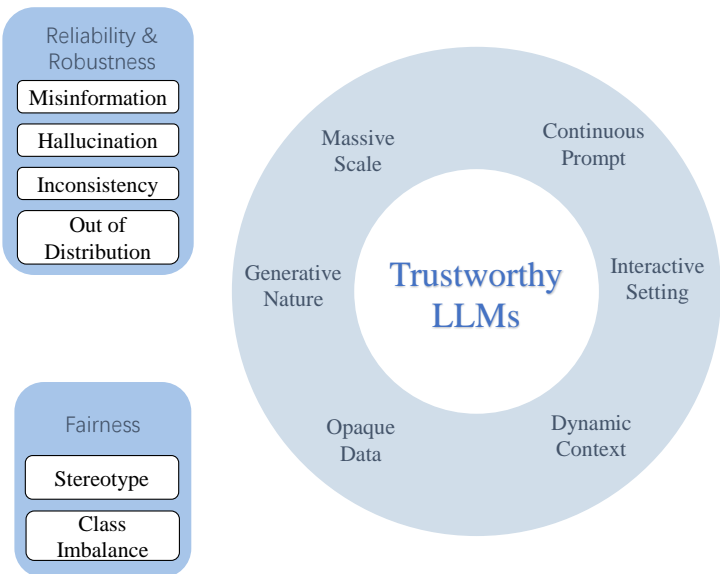 Reliability &
Robustness
Misinformation
Hallucination
Inconsistency
Out of
Distribution
Fairness
Stereotype
Class
Imbalance
Massive
Scale
Continuous
Prompt
Generative
Nature
Trustworthy
LLMs
Interactive
Setting
Opaque
Data
Dynamic
Context